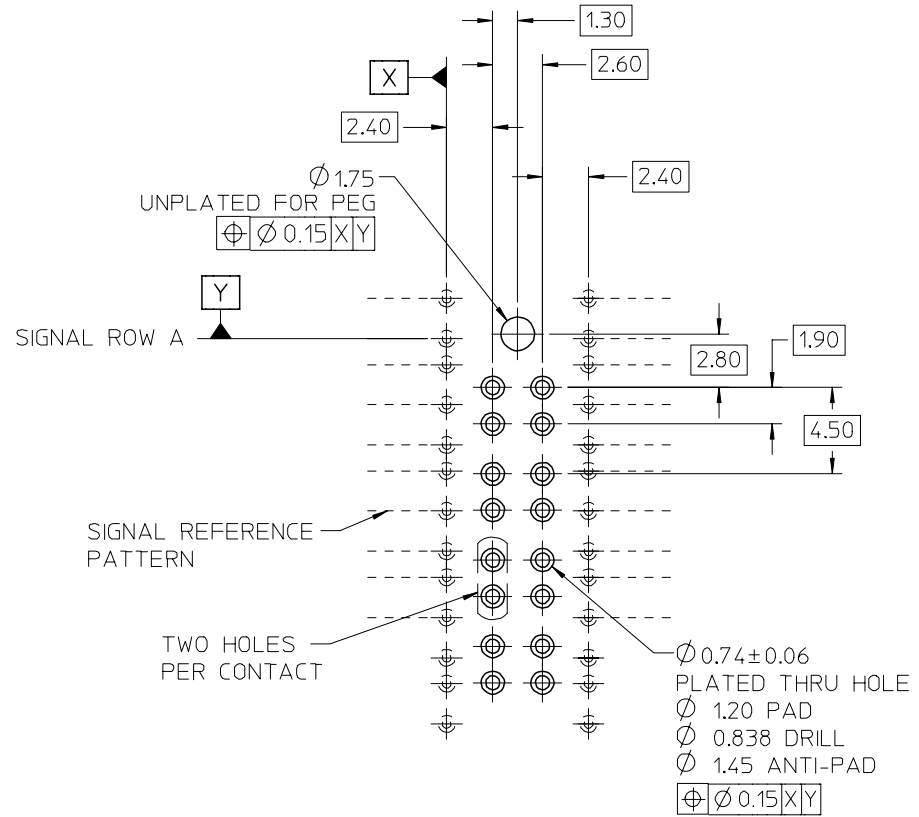 1.30
2.60
X
2.40
2.40
Ø 1.75
UNPLATED FOR PEG
⌖ Ø 0.15 X Y
Y
SIGNAL ROW A
1.90
2.80
4.50
SIGNAL REFERENCE
PATTERN
TWO HOLES
PER CONTACT
Ø 0.74±0.06
PLATED THRU HOLE
Ø 1.20 PAD
Ø 0.838 DRILL
Ø 1.45 ANTI-PAD
⌖ Ø 0.15 X Y